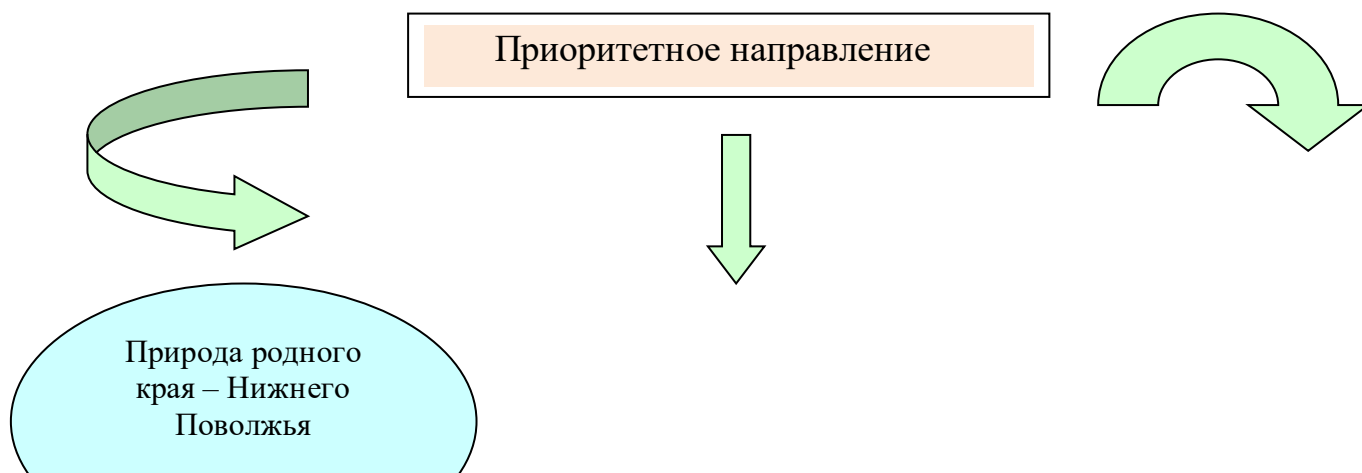 Приоритетное направление
Природа родного
края – Нижнего
Поволжья